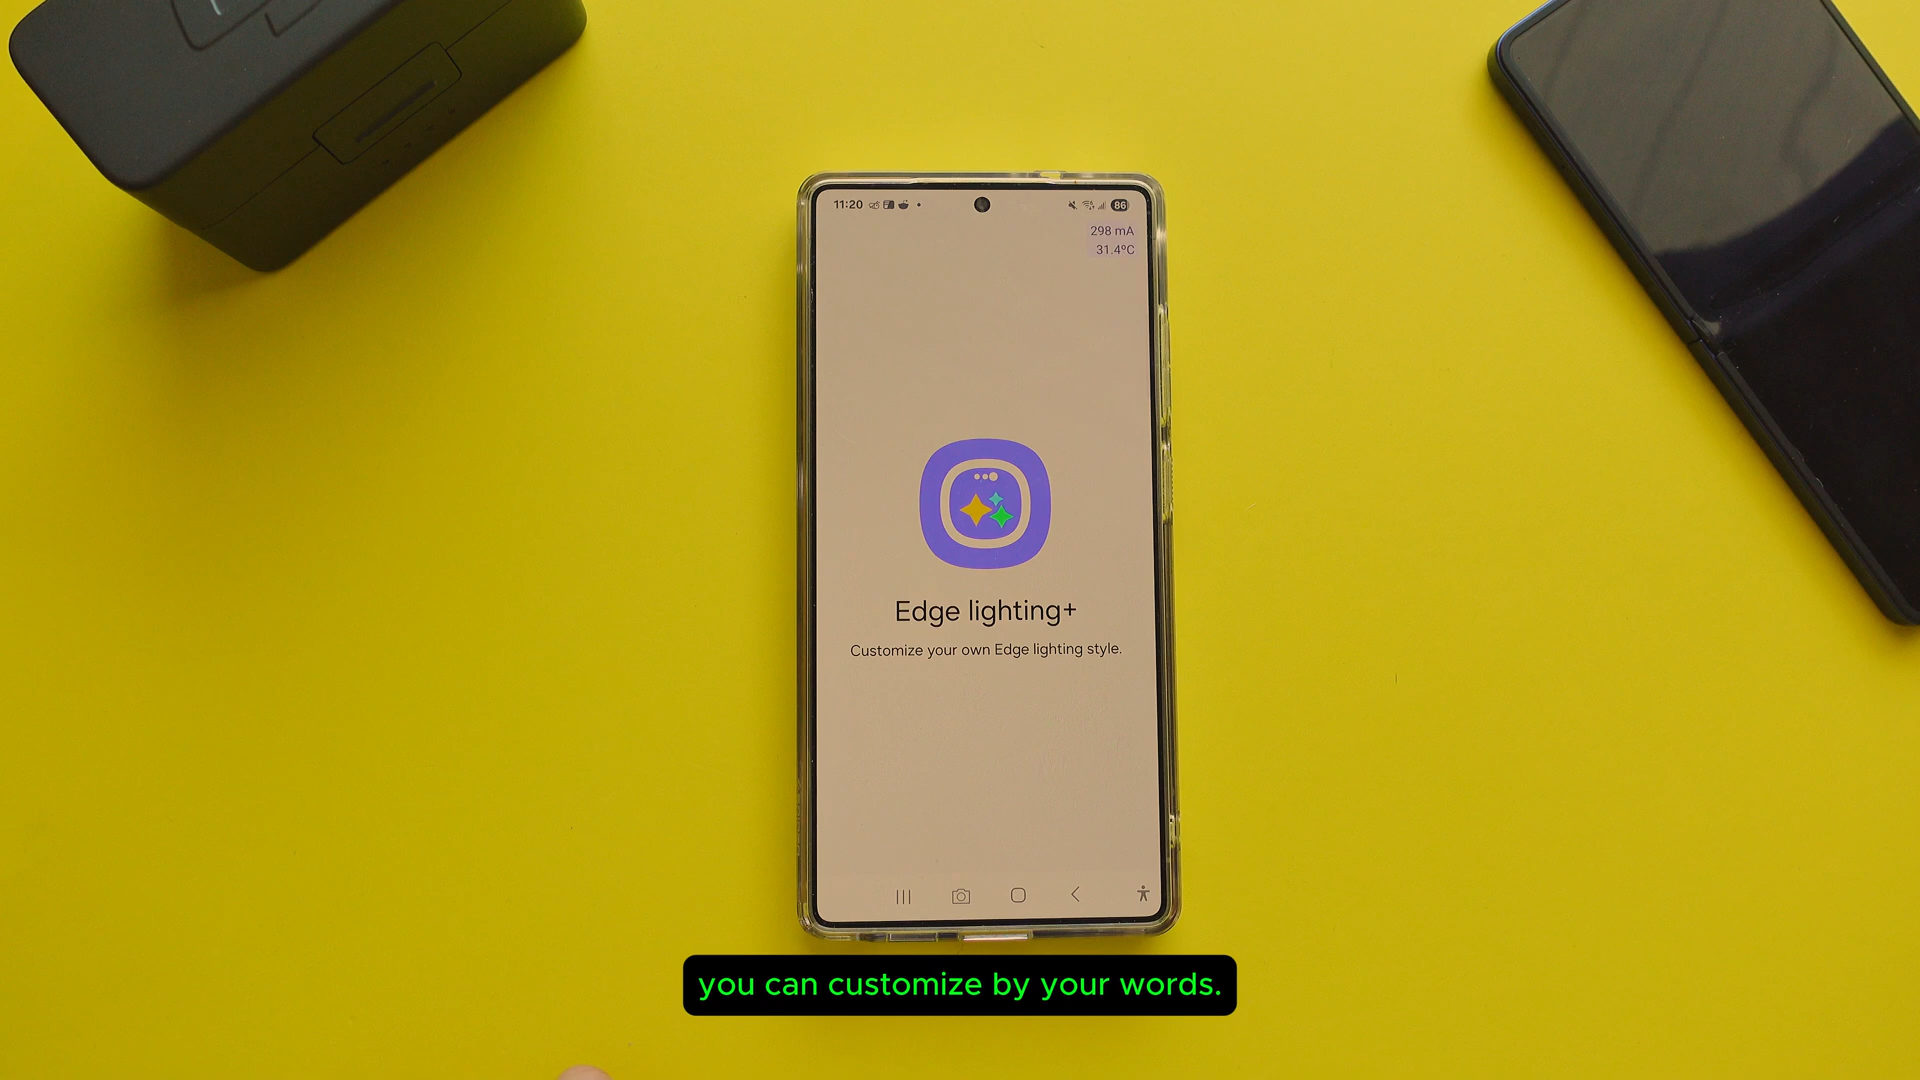 11:20
86
298 mA
31.4°C
Edge lighting+
Customize your own Edge lighting style.
you can customize by your words.